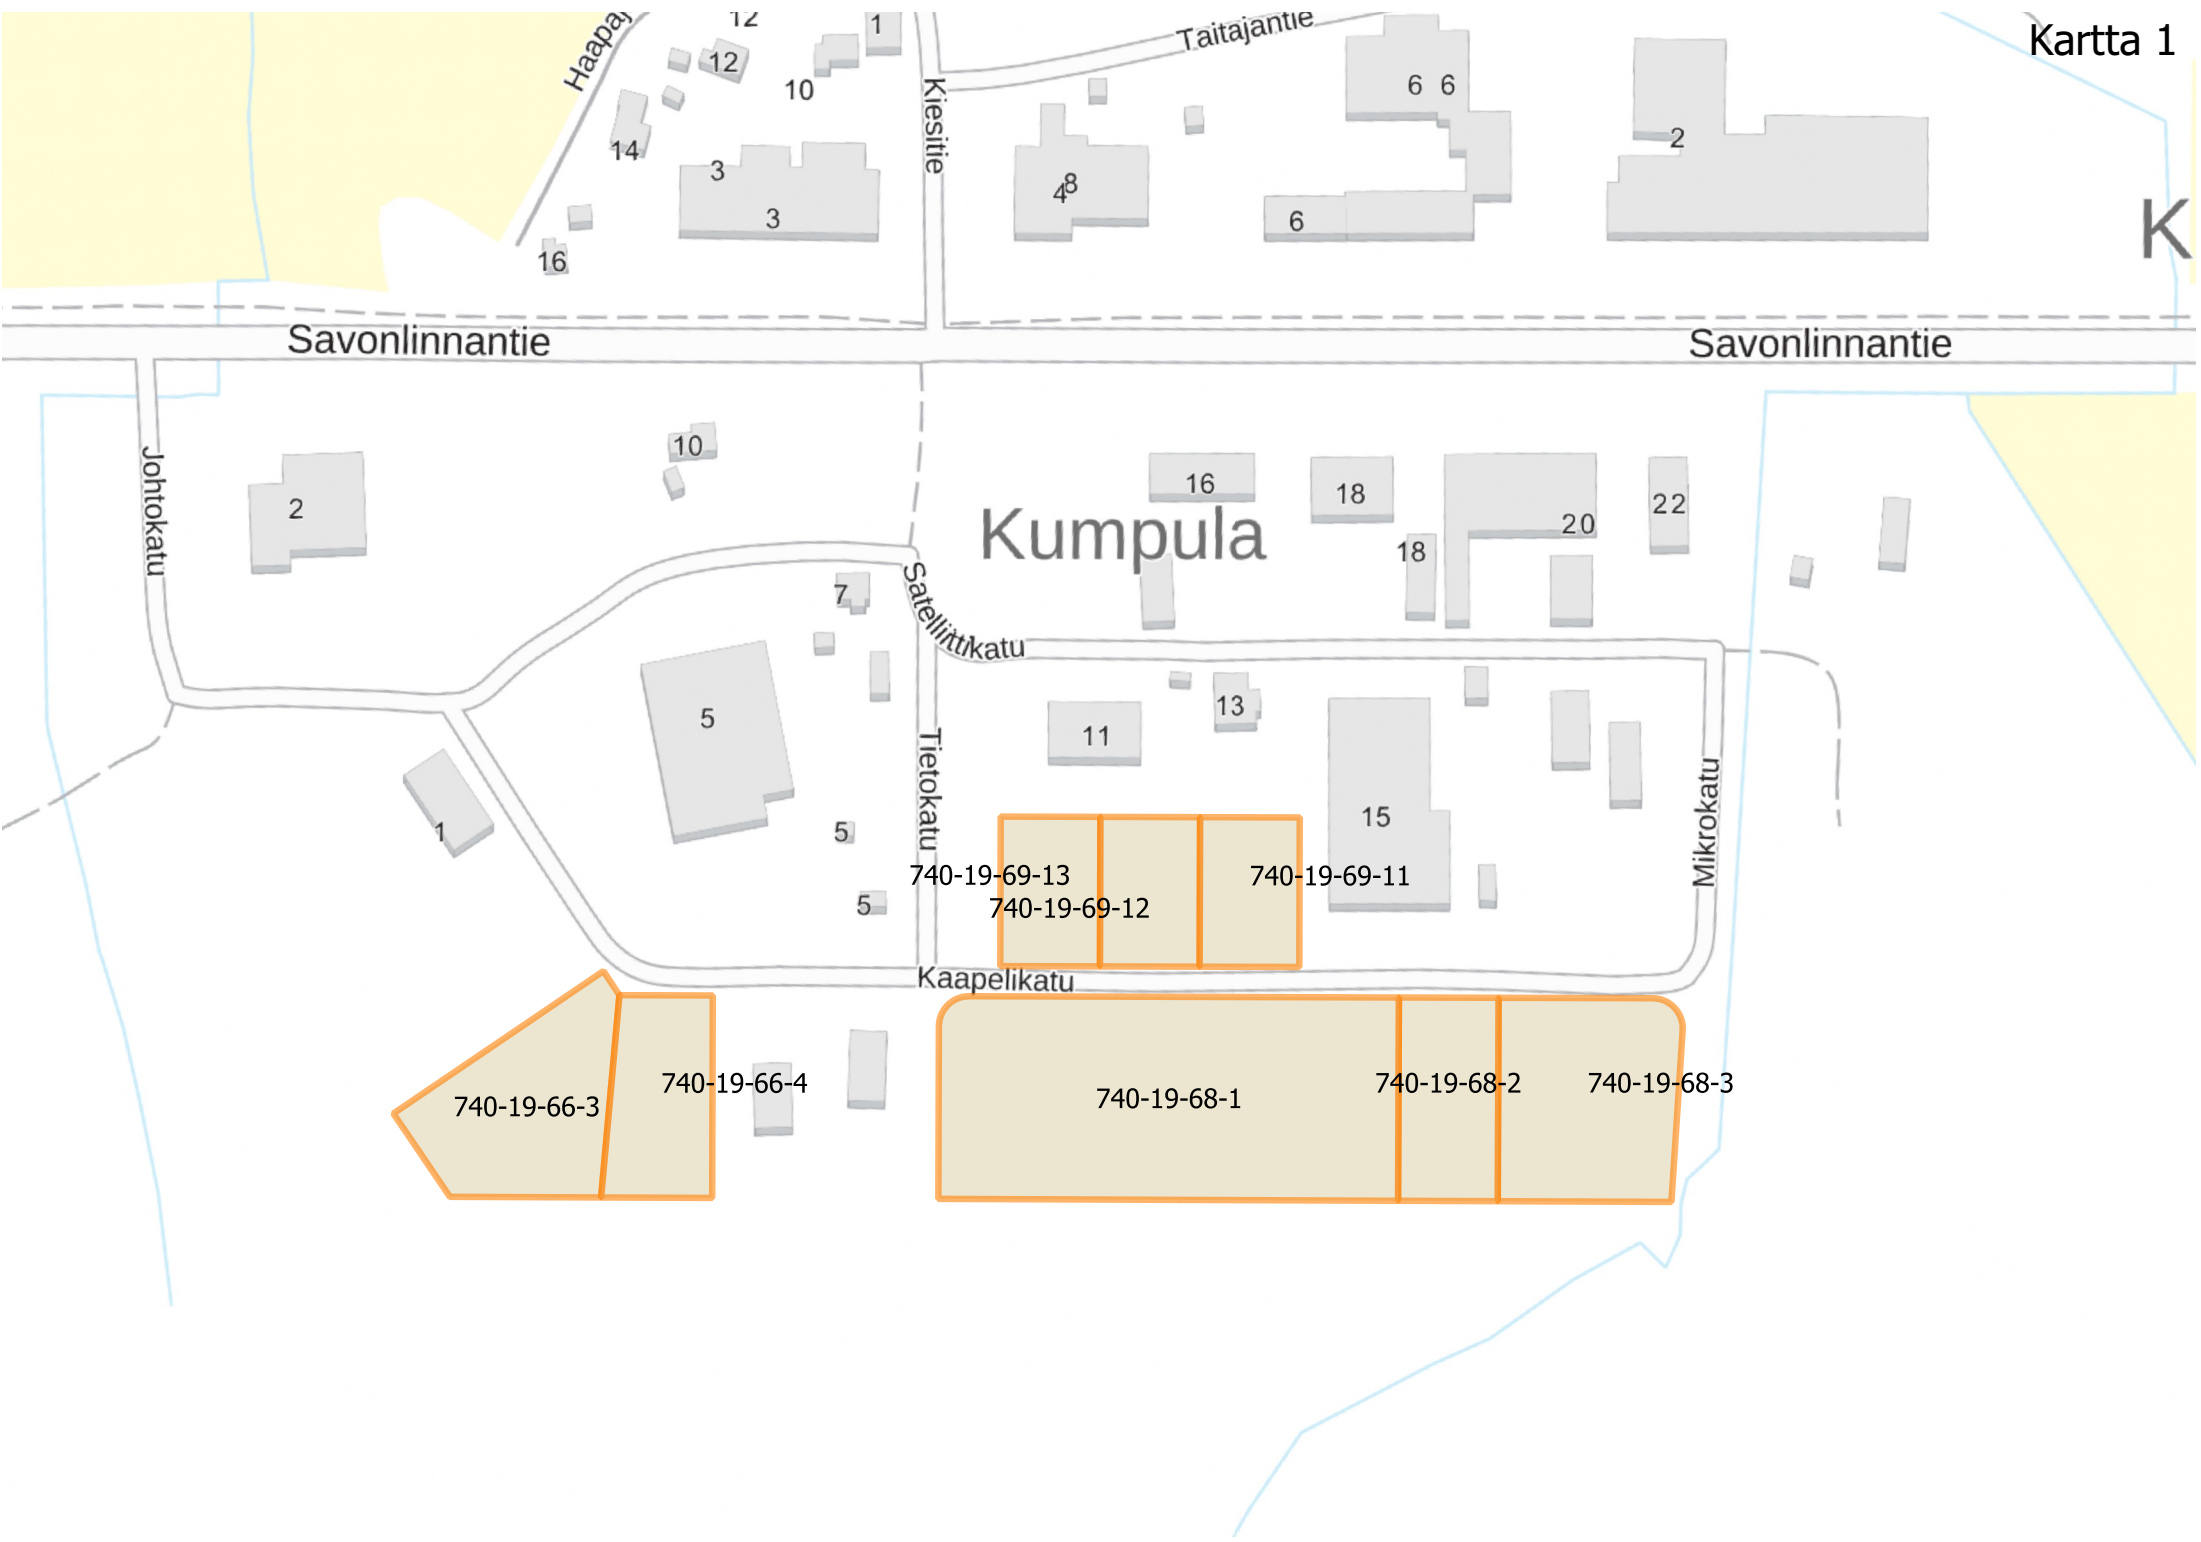 Kartta 1
12
1
Haapaj
Taitajantie
12
10
6 6
Kiesitie
14
2
3
4
8
3
6
K
16
Savonlinnantie
Savonlinnantie
10
16
18
22
2
20
Johtokatu
Kumpula
18
7
Satelliittikatu
13
5
11
Tietokatu
15
1
5
Mikrokatu
740-19-69-13
740-19-69-11
5
740-19-69-12
Kaapelikatu
740-19-66-4
740-19-68-2
740-19-68-3
740-19-66-3
740-19-68-1